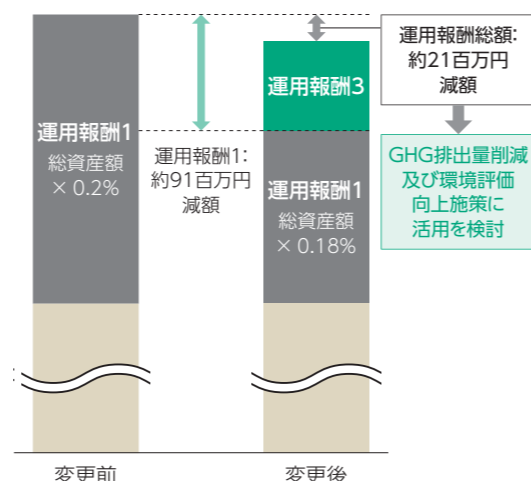 運用報酬1
総資産額
× 0.2%
運用報酬1：
約91百万円
減額
運用報酬3
運用報酬1
総資産額
× 0.18%
運用報酬総額：
約21百万円
減額
GHG排出量削減
及び環境評価
向上施策に
活用を検討
変更前
変更後